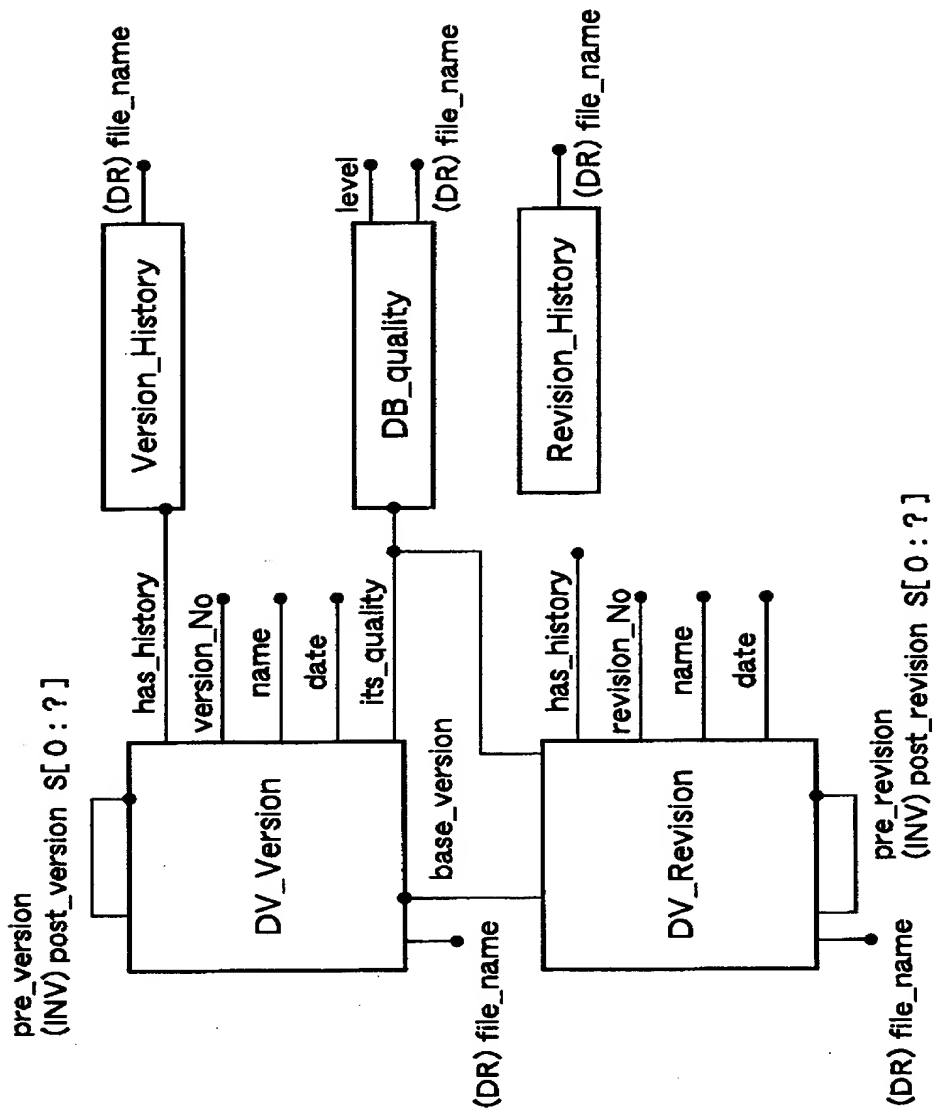 pre_version
(INV) post_version S[0 : ?]
DV_Version
has_history
version_No
name
date
its_quality
(DR) file_name
base_version
Version_History
(DR) file_name
DB_quality
level
(DR) file_name
Revision_History
(DR) file_name
DV_Revision
has_history
revision_No
name
date
pre_revision
(INV) post_revision S[0 : ?]
(DR) file_name